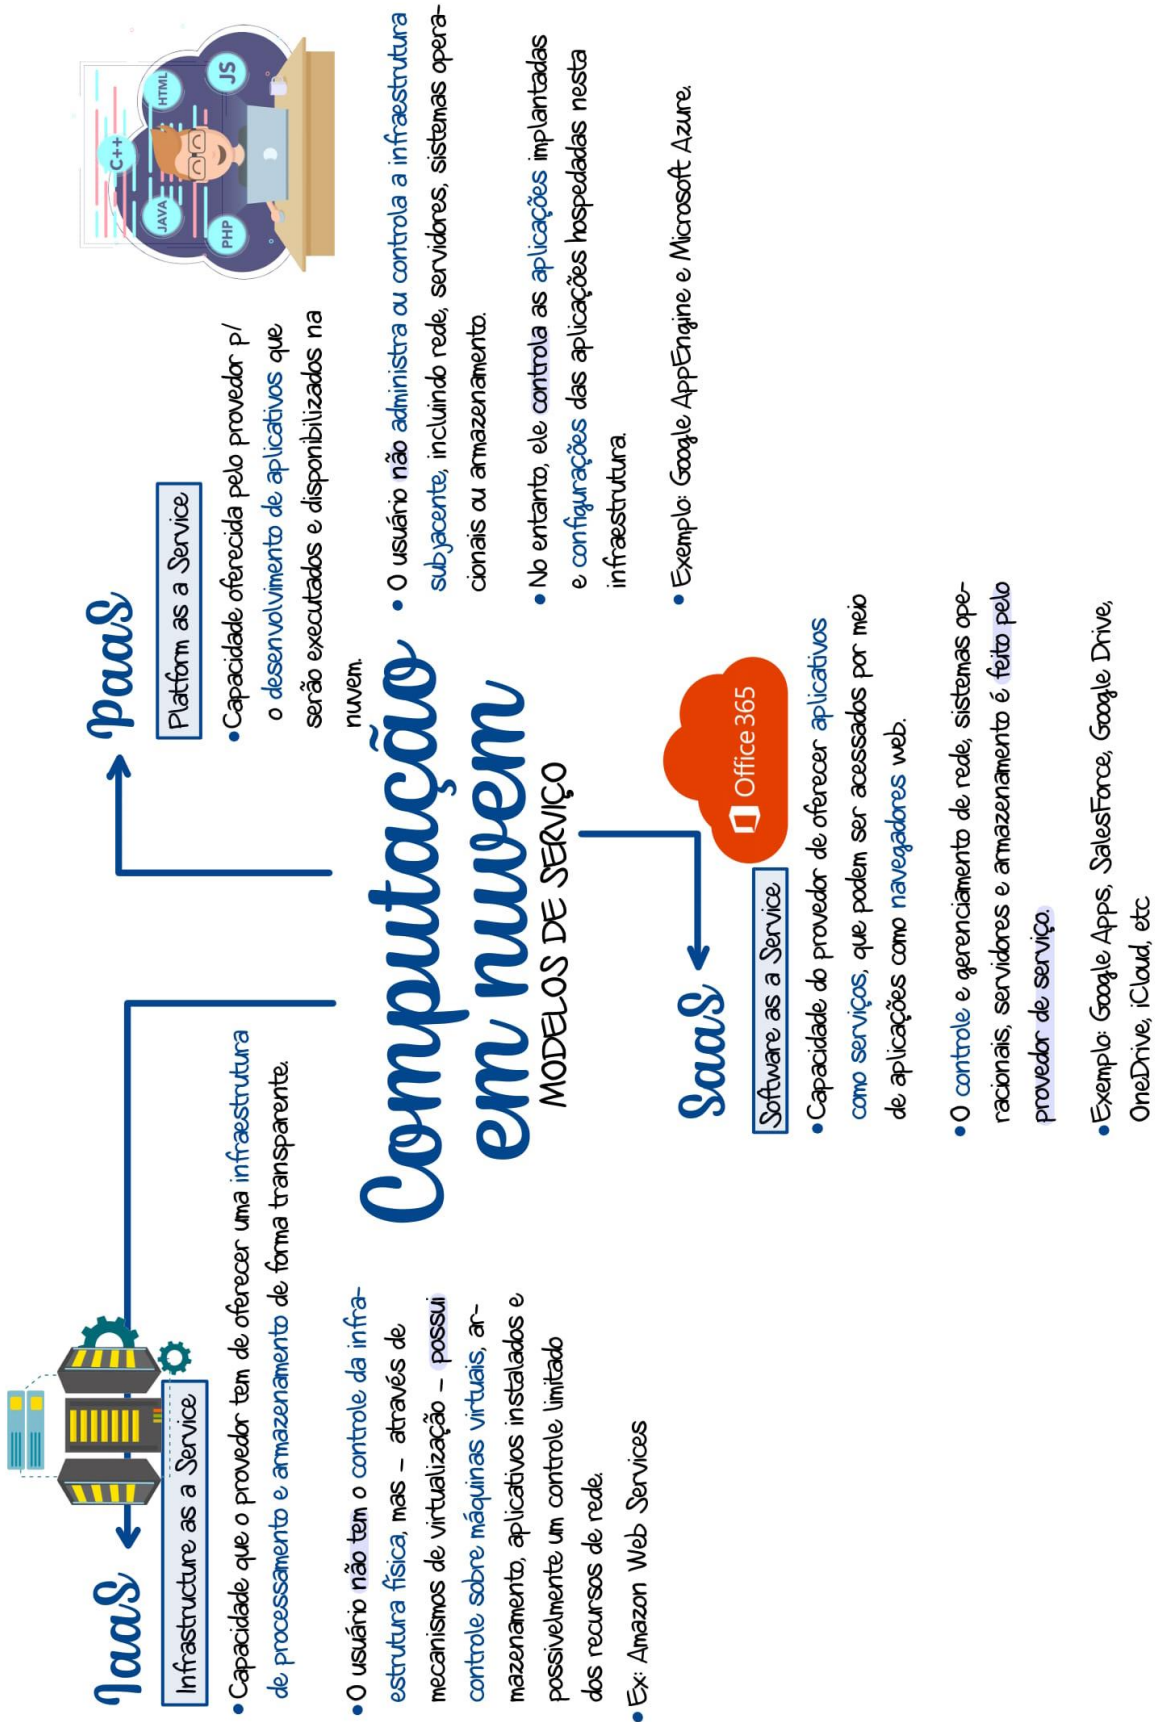 Computação
em nuvem
MODELOS DE SERVIÇO
IaaS
Infrastructure as a Service
• Capacidade que o provedor tem de oferecer uma infraestrutura
de processamento e armazenamento de forma transparente.
• O usuário não tem o controle da infra-
estrutura física, mas - através de
mecanismos de virtualização - possui
controle sobre máquinas virtuais, ar-
mazenamento, aplicativos instalados e
possivelmente um controle limitado
dos recursos de rede.
• Ex: Amazon Web Services
PaaS
Platform as a Service
• Capacidade oferecida pelo provedor p/
o desenvolvimento de aplicativos que
serão executados e disponibilizados na
nuvem.
C++
JAVA
HTML
PHP
JS
• O usuário não administra ou controla a infraestrutura
subjacente, incluindo rede, servidores, sistemas opera-
cionais ou armazenamento.
• No entanto, ele controla as aplicações implantadas
e configurações das aplicações hospedadas nesta
infraestrutura.
• Exemplo: Google AppEngine e Microsoft Azure.
SaaS
Software as a Service
Office 365
• Capacidade do provedor de oferecer aplicativos
como serviços, que podem ser acessados por meio
de aplicações como navegadores web.
• O controle e gerenciamento de rede, sistemas ope-
racionais, servidores e armazenamento é feito pelo
provedor de serviço.
• Exemplo: Google Apps, SalesForce, Google Drive,
OneDrive, iCloud, etc